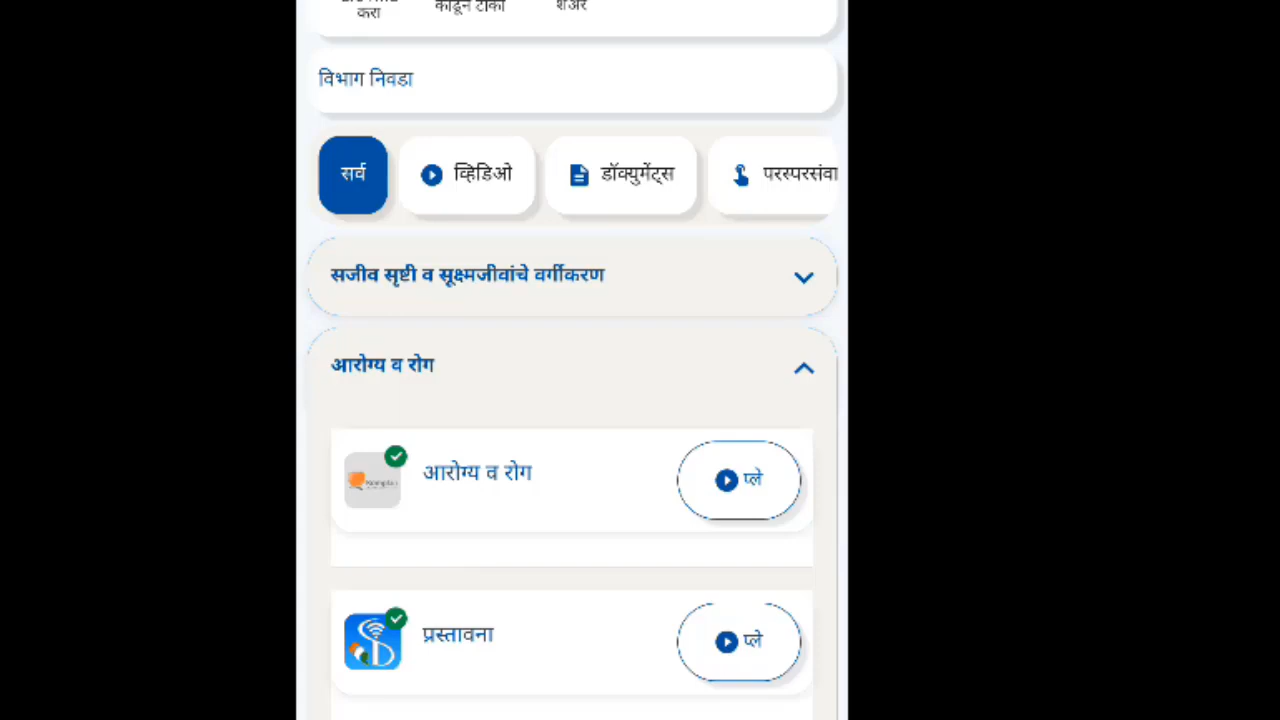 करा
काढून टाका
शेअर
विभाग निवडा
सर्व
व्हिडिओ
डॉक्युमेंट्स
परस्परसंवा
सजीव सृष्टी व सूक्ष्मजीवांचे वर्गीकरण
आरोग्य व रोग
आरोग्य व रोग
प्ले
प्रस्तावना
प्ले